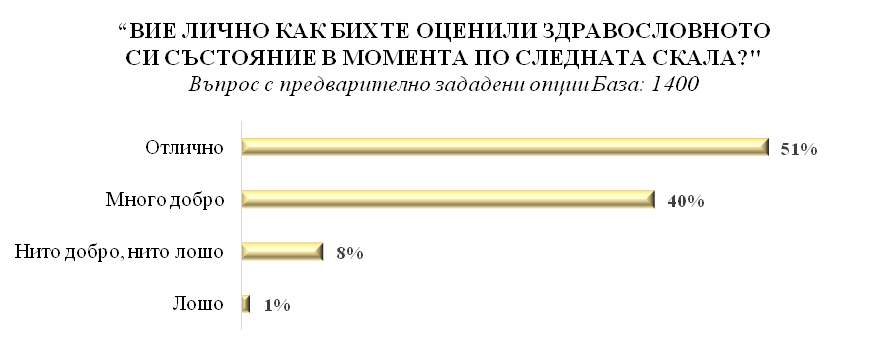 “ВИЕ ЛИЧНО КАК БИХТЕ ОЦЕНИЛИ ЗДРАВОСЛОВНОТО
СИ СЪСТОЯНИЕ В МОМЕНТА ПО СЛЕДНАТА СКАЛА?"
Въпрос с предварително зададени опции База: 1400
Отлично 51%
Много добро 40%
Нито добро, нито лошо 8%
Лошо 1%